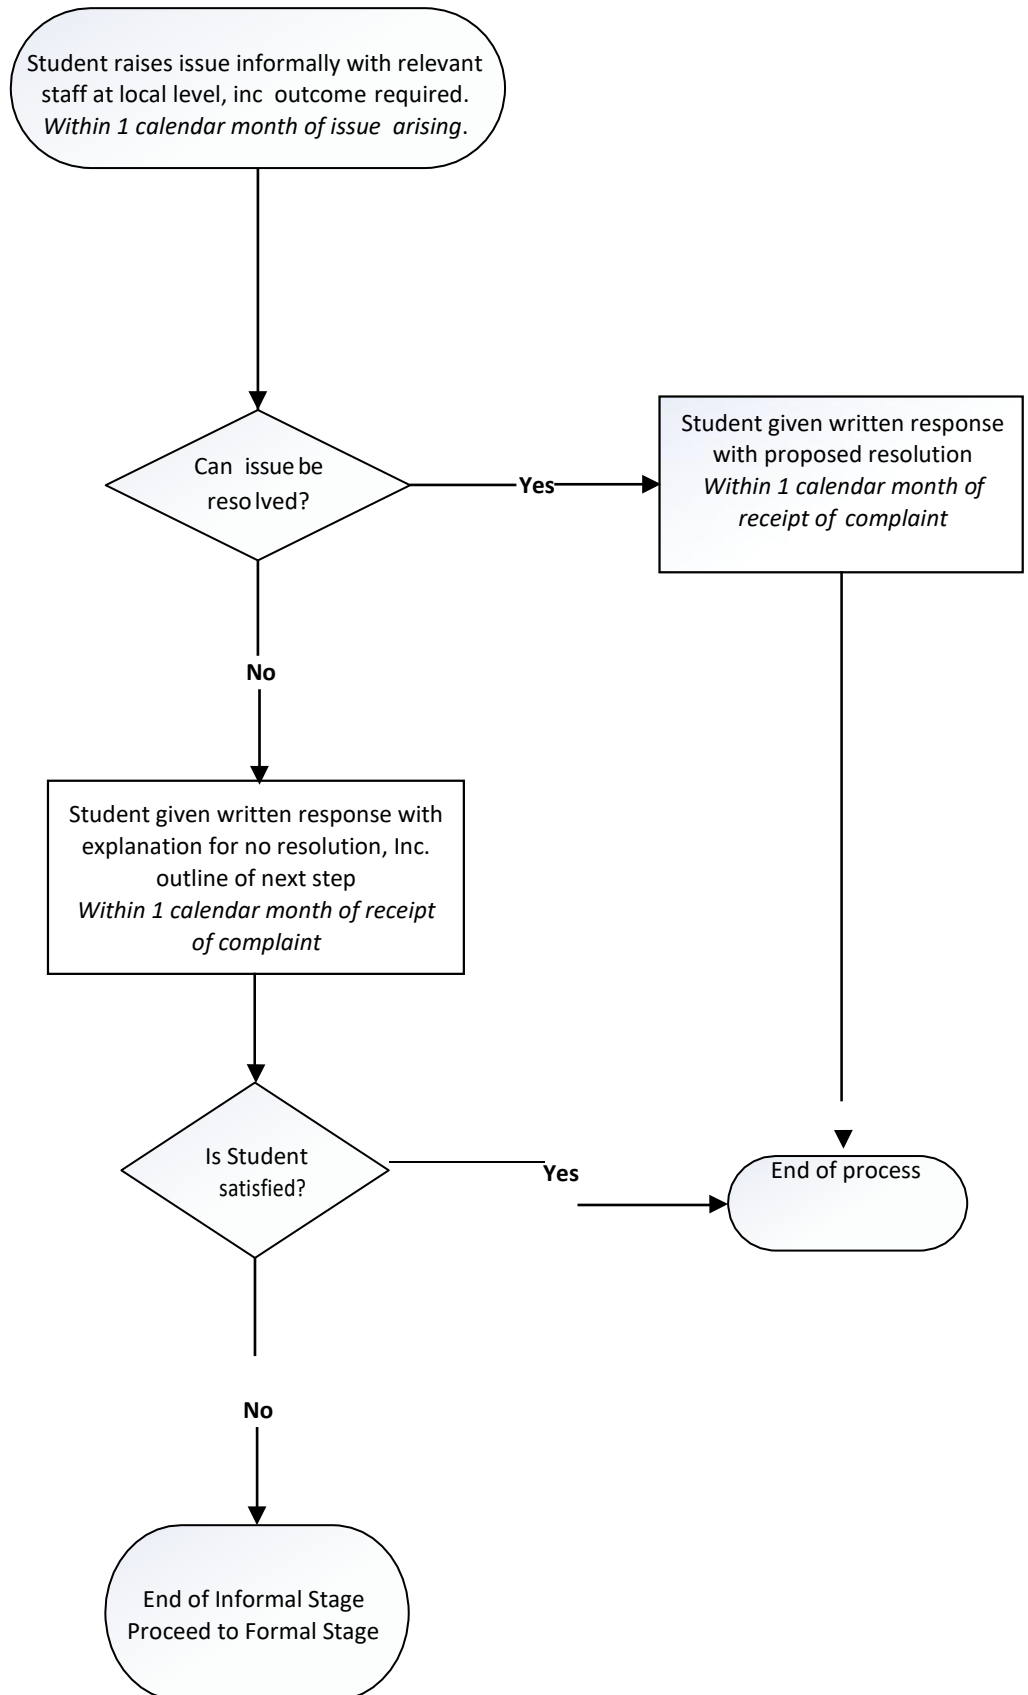 Student raises issue informally with relevant
staff at local level, inc outcome required.
Within 1 calendar month of issue arising.
Can issue be
resolved?
Yes
Student given written response
with proposed resolution
Within 1 calendar month of
receipt of complaint
No
Student given written response with
explanation for no resolution, Inc.
outline of next step
Within 1 calendar month of receipt
of complaint
Is Student
satisfied?
Yes
End of process
No
End of Informal Stage
Proceed to Formal Stage